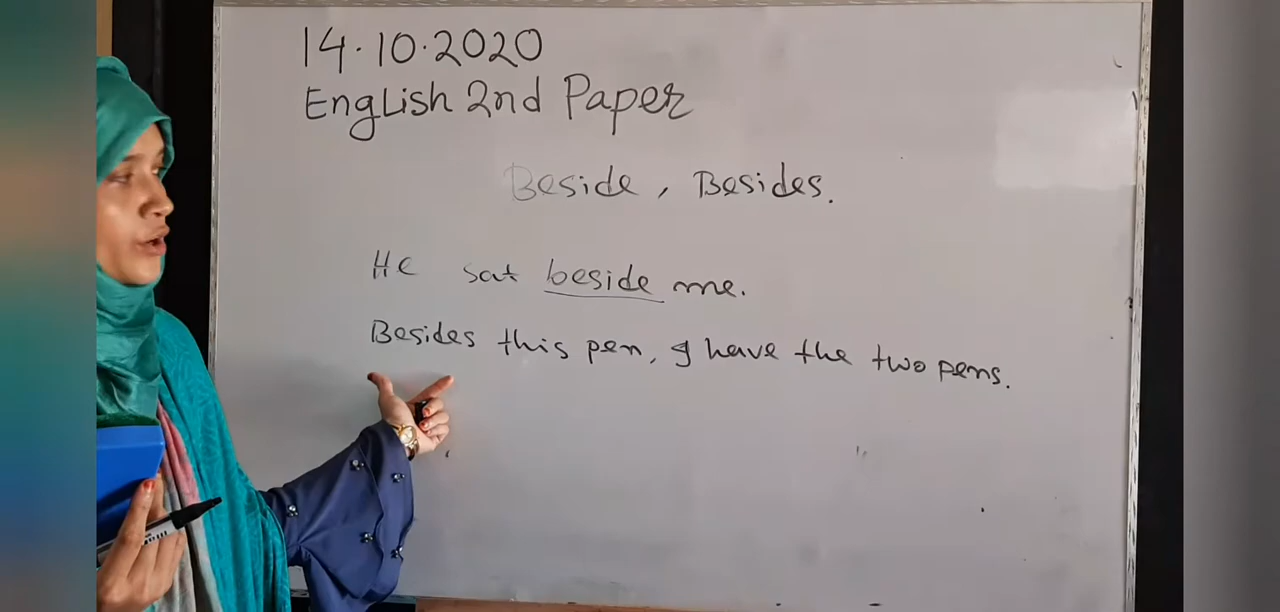 14.10.2020
English 2nd Paper
Beside, Besides.
He sat beside me.
Besides this pen, I have the two pens.